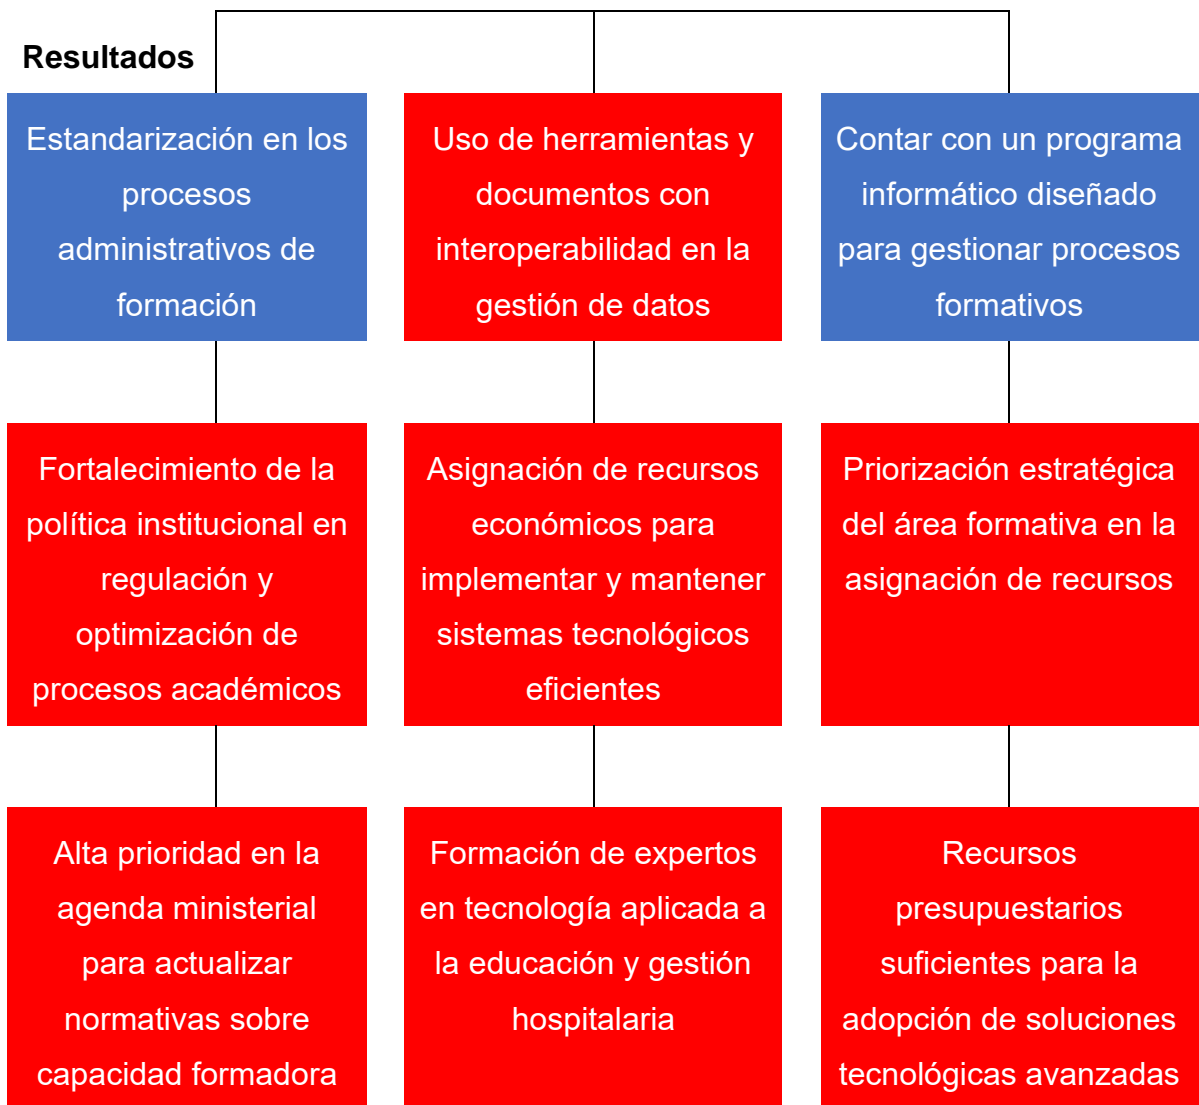 Resultados
Estandarización en los
procesos
administrativos de
formación
Uso de herramientas y
documentos con
interoperabilidad en la
gestión de datos
Contar con un programa
informático diseñado
para gestionar procesos
formativos
Fortalecimiento de la
política institucional en
regulación y
optimización de
procesos académicos
Asignación de recursos
económicos para
implementar y mantener
sistemas tecnológicos
eficientes
Priorización estratégica
del área formativa en la
asignación de recursos
Alta prioridad en la
agenda ministerial
para actualizar
normativas sobre
capacidad formadora
Formación de expertos
en tecnología aplicada a
la educación y gestión
hospitalaria
Recursos
presupuestarios
suficientes para la
adopción de soluciones
tecnológicas avanzadas